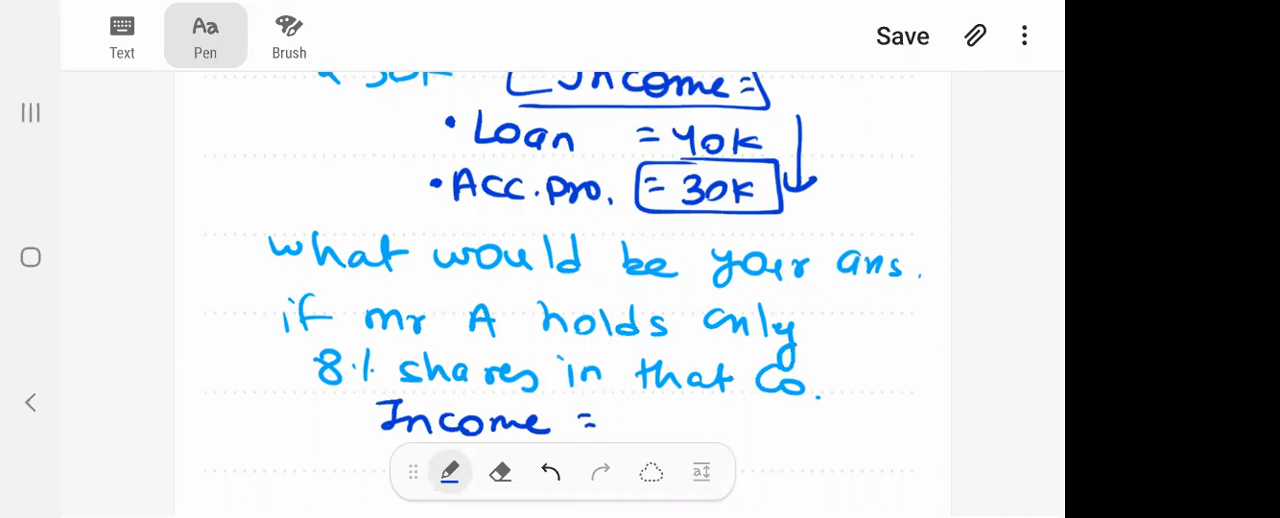 Text Pen Brush Save
Income =
• Loan = 40K
• Acc. pro. = 30K
what would be your ans.
if mr A holds only
8% shares in that Co.
Income =